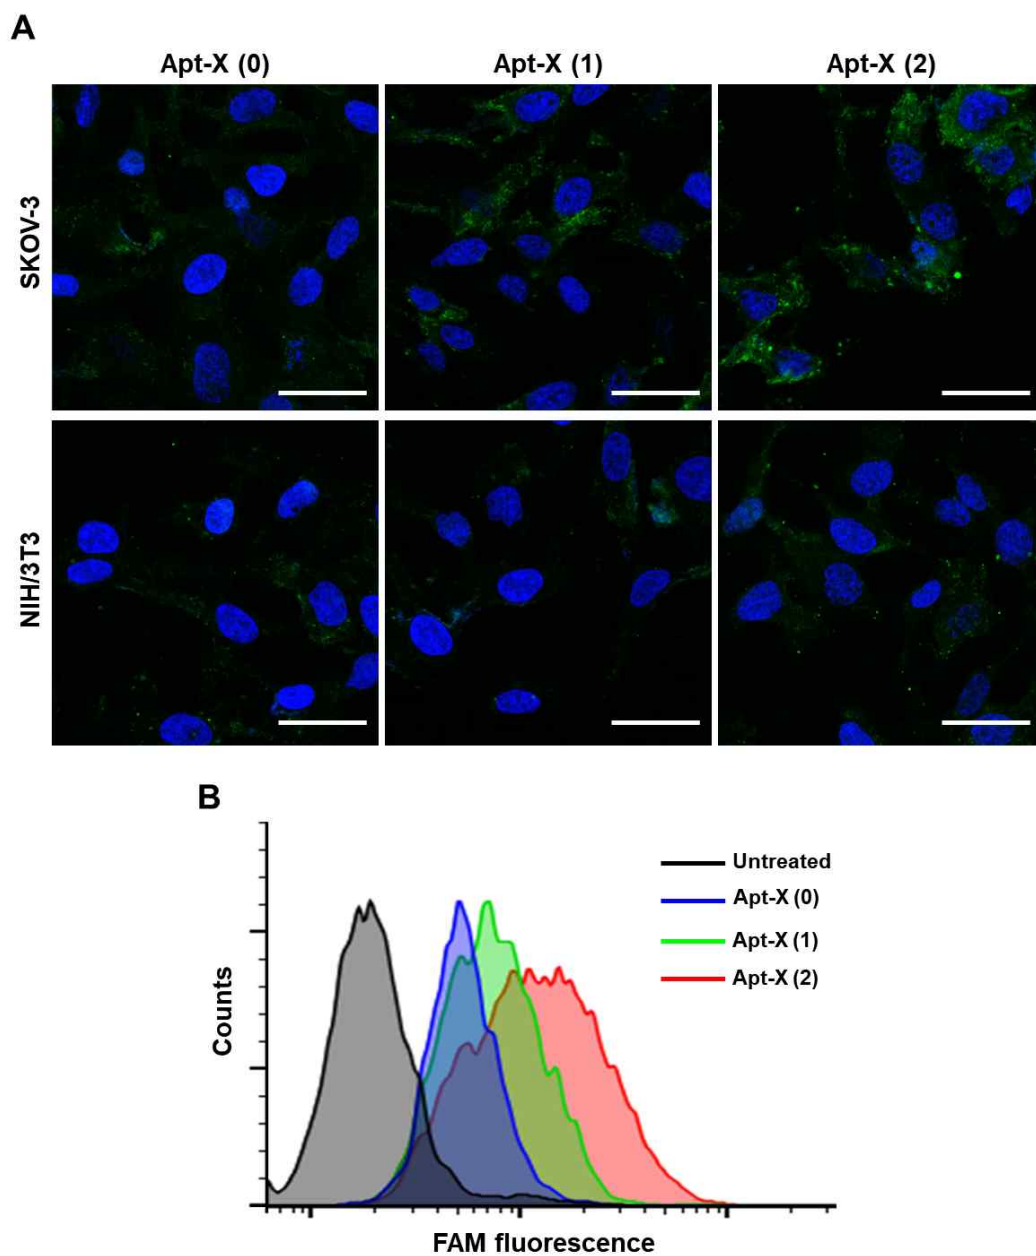 A
Apt-X (0) Apt-X (1) Apt-X (2)
SKOV-3
NIH/3T3
B
Counts
Untreated
Apt-X (0)
Apt-X (1)
Apt-X (2)
FAM fluorescence